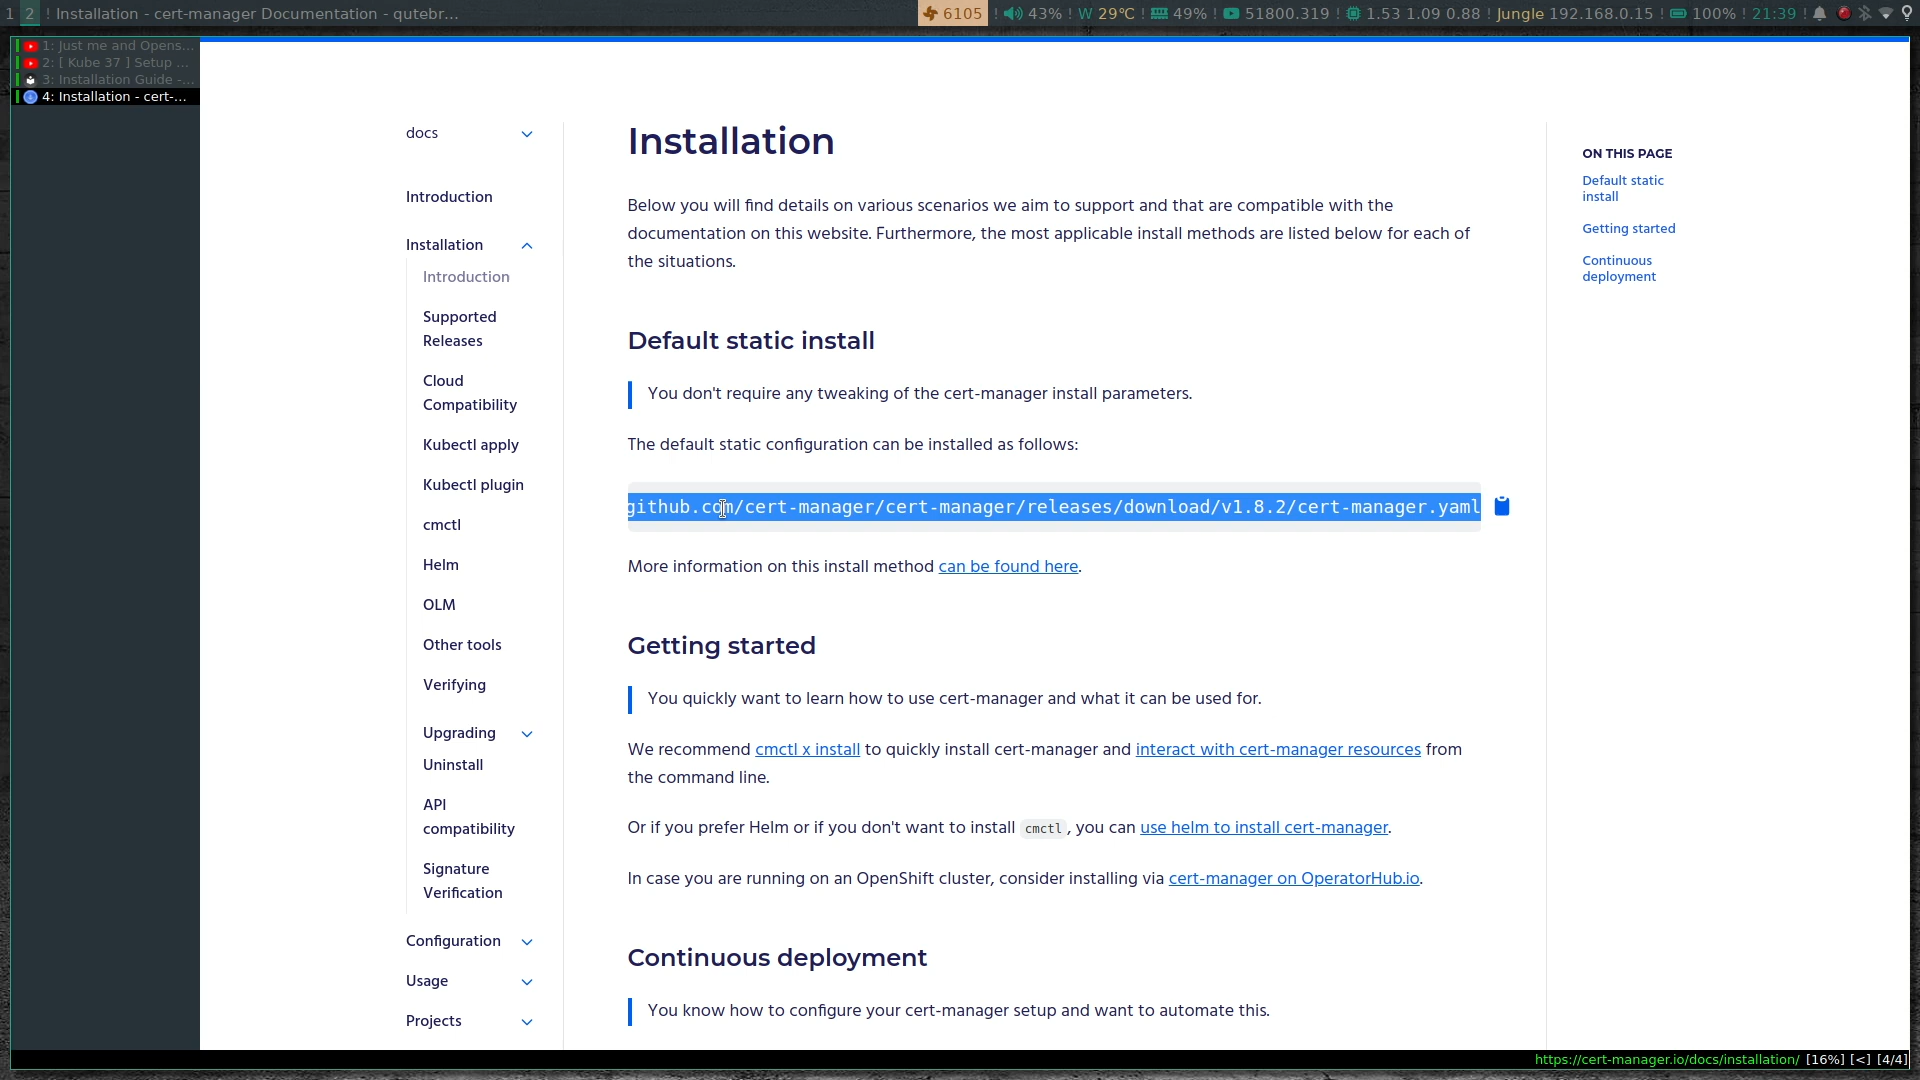 1 2 ! Installation - cert-manager Documentation - qutebr...
6105 ! 43% ! W 29°C ! 49% ! 51800.319 ! 1.53 1.09 0.88 ! Jungle 192.168.0.15 ! 100% ! 21:39 !
1: Just me and Opens...
2: [ Kube 37 ] Setup ...
3: Installation Guide -...
4: Installation - cert-...
docs
Introduction
Installation
Introduction
Supported
Releases
Cloud
Compatibility
Kubectl apply
Kubectl plugin
cmctl
Helm
OLM
Other tools
Verifying
Upgrading
Uninstall
API
compatibility
Signature
Verification
Configuration
Usage
Projects
Installation
Below you will find details on various scenarios we aim to support and that are compatible with the
documentation on this website. Furthermore, the most applicable install methods are listed below for each of
the situations.
Default static install
You don't require any tweaking of the cert-manager install parameters.
The default static configuration can be installed as follows:
github.com/cert-manager/cert-manager/releases/download/v1.8.2/cert-manager.yaml
More information on this install method can be found here.
Getting started
You quickly want to learn how to use cert-manager and what it can be used for.
We recommend cmctl x install to quickly install cert-manager and interact with cert-manager resources from
the command line.
Or if you prefer Helm or if you don't want to install cmctl, you can use helm to install cert-manager.
In case you are running on an OpenShift cluster, consider installing via cert-manager on OperatorHub.io.
Continuous deployment
You know how to configure your cert-manager setup and want to automate this.
ON THIS PAGE
Default static
install
Getting started
Continuous
deployment
https://cert-manager.io/docs/installation/ [16%] [<] [4/4]